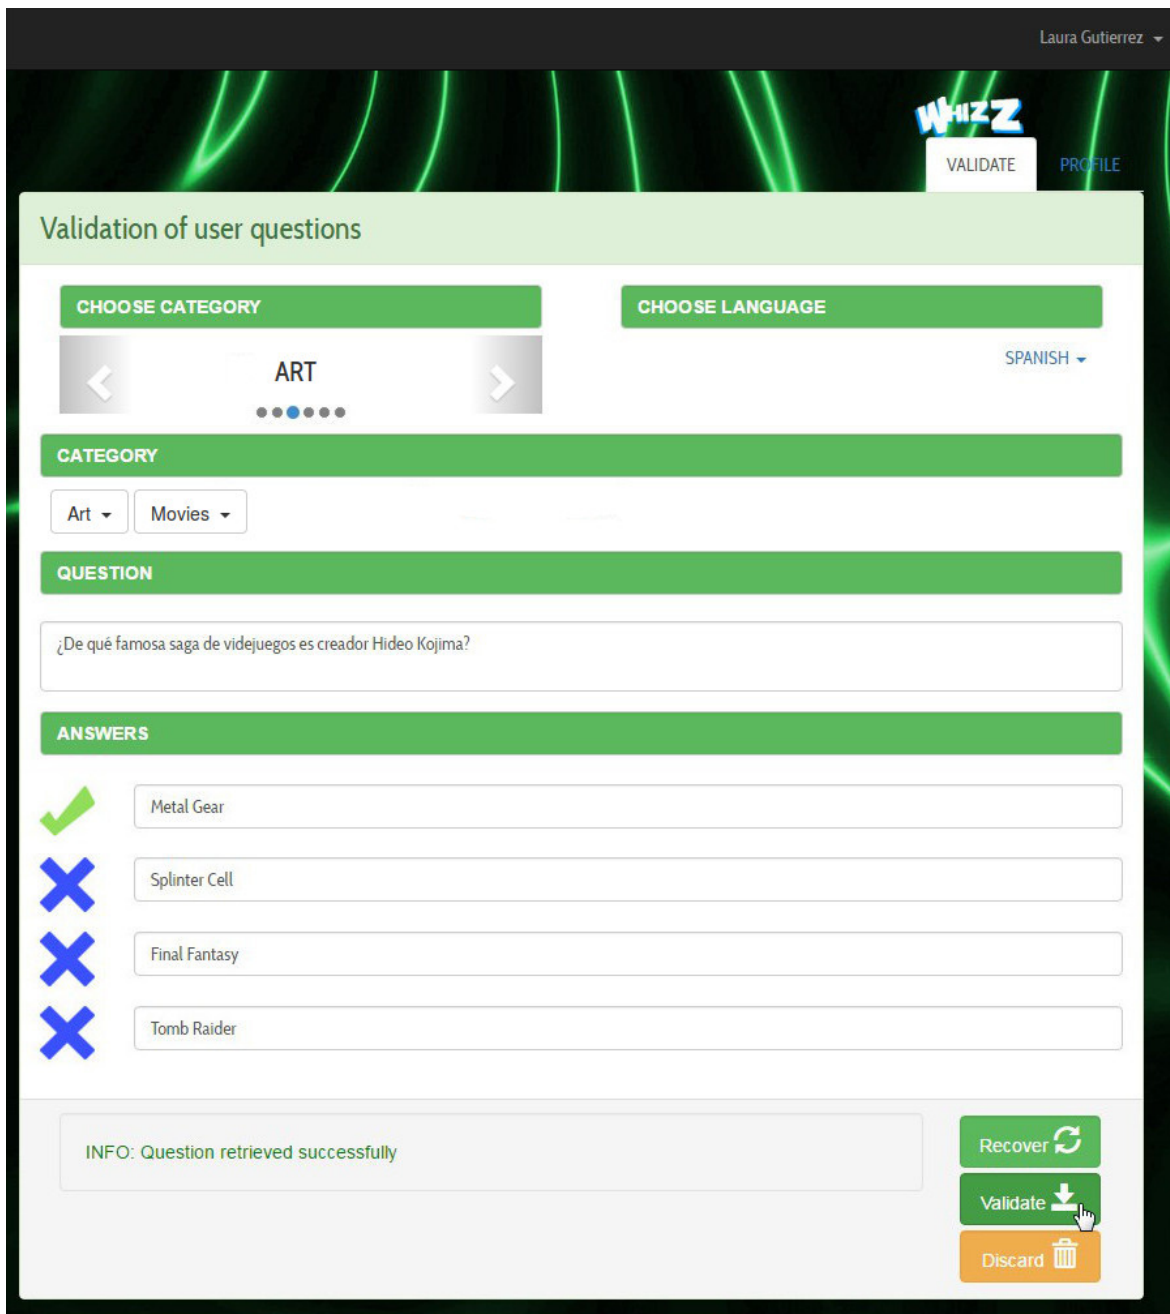 Laura Gutierrez
WHIZZ
VALIDATE PROFILE
Validation of user questions
CHOOSE CATEGORY CHOOSE LANGUAGE
ART
SPANISH
CATEGORY
Art Movies
QUESTION
¿De qué famosa saga de videjuegos es creador Hideo Kojima?
ANSWERS
Metal Gear
Splinter Cell
Final Fantasy
Tomb Raider
INFO: Question retrieved successfully
Recover
Validate
Discard